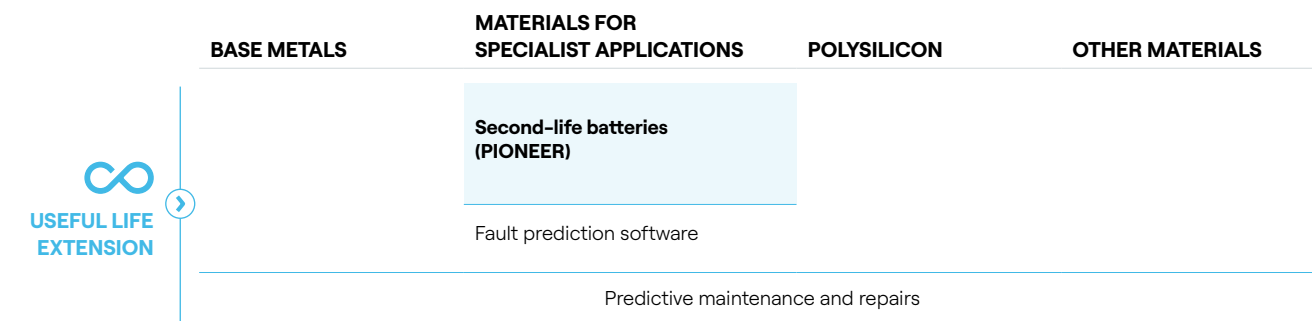 BASE METALS
MATERIALS FOR
SPECIALIST APPLICATIONS
POLYSILICON
OTHER MATERIALS
USEFUL LIFE
EXTENSION
Second-life batteries
(PIONEER)
Fault prediction software
Predictive maintenance and repairs